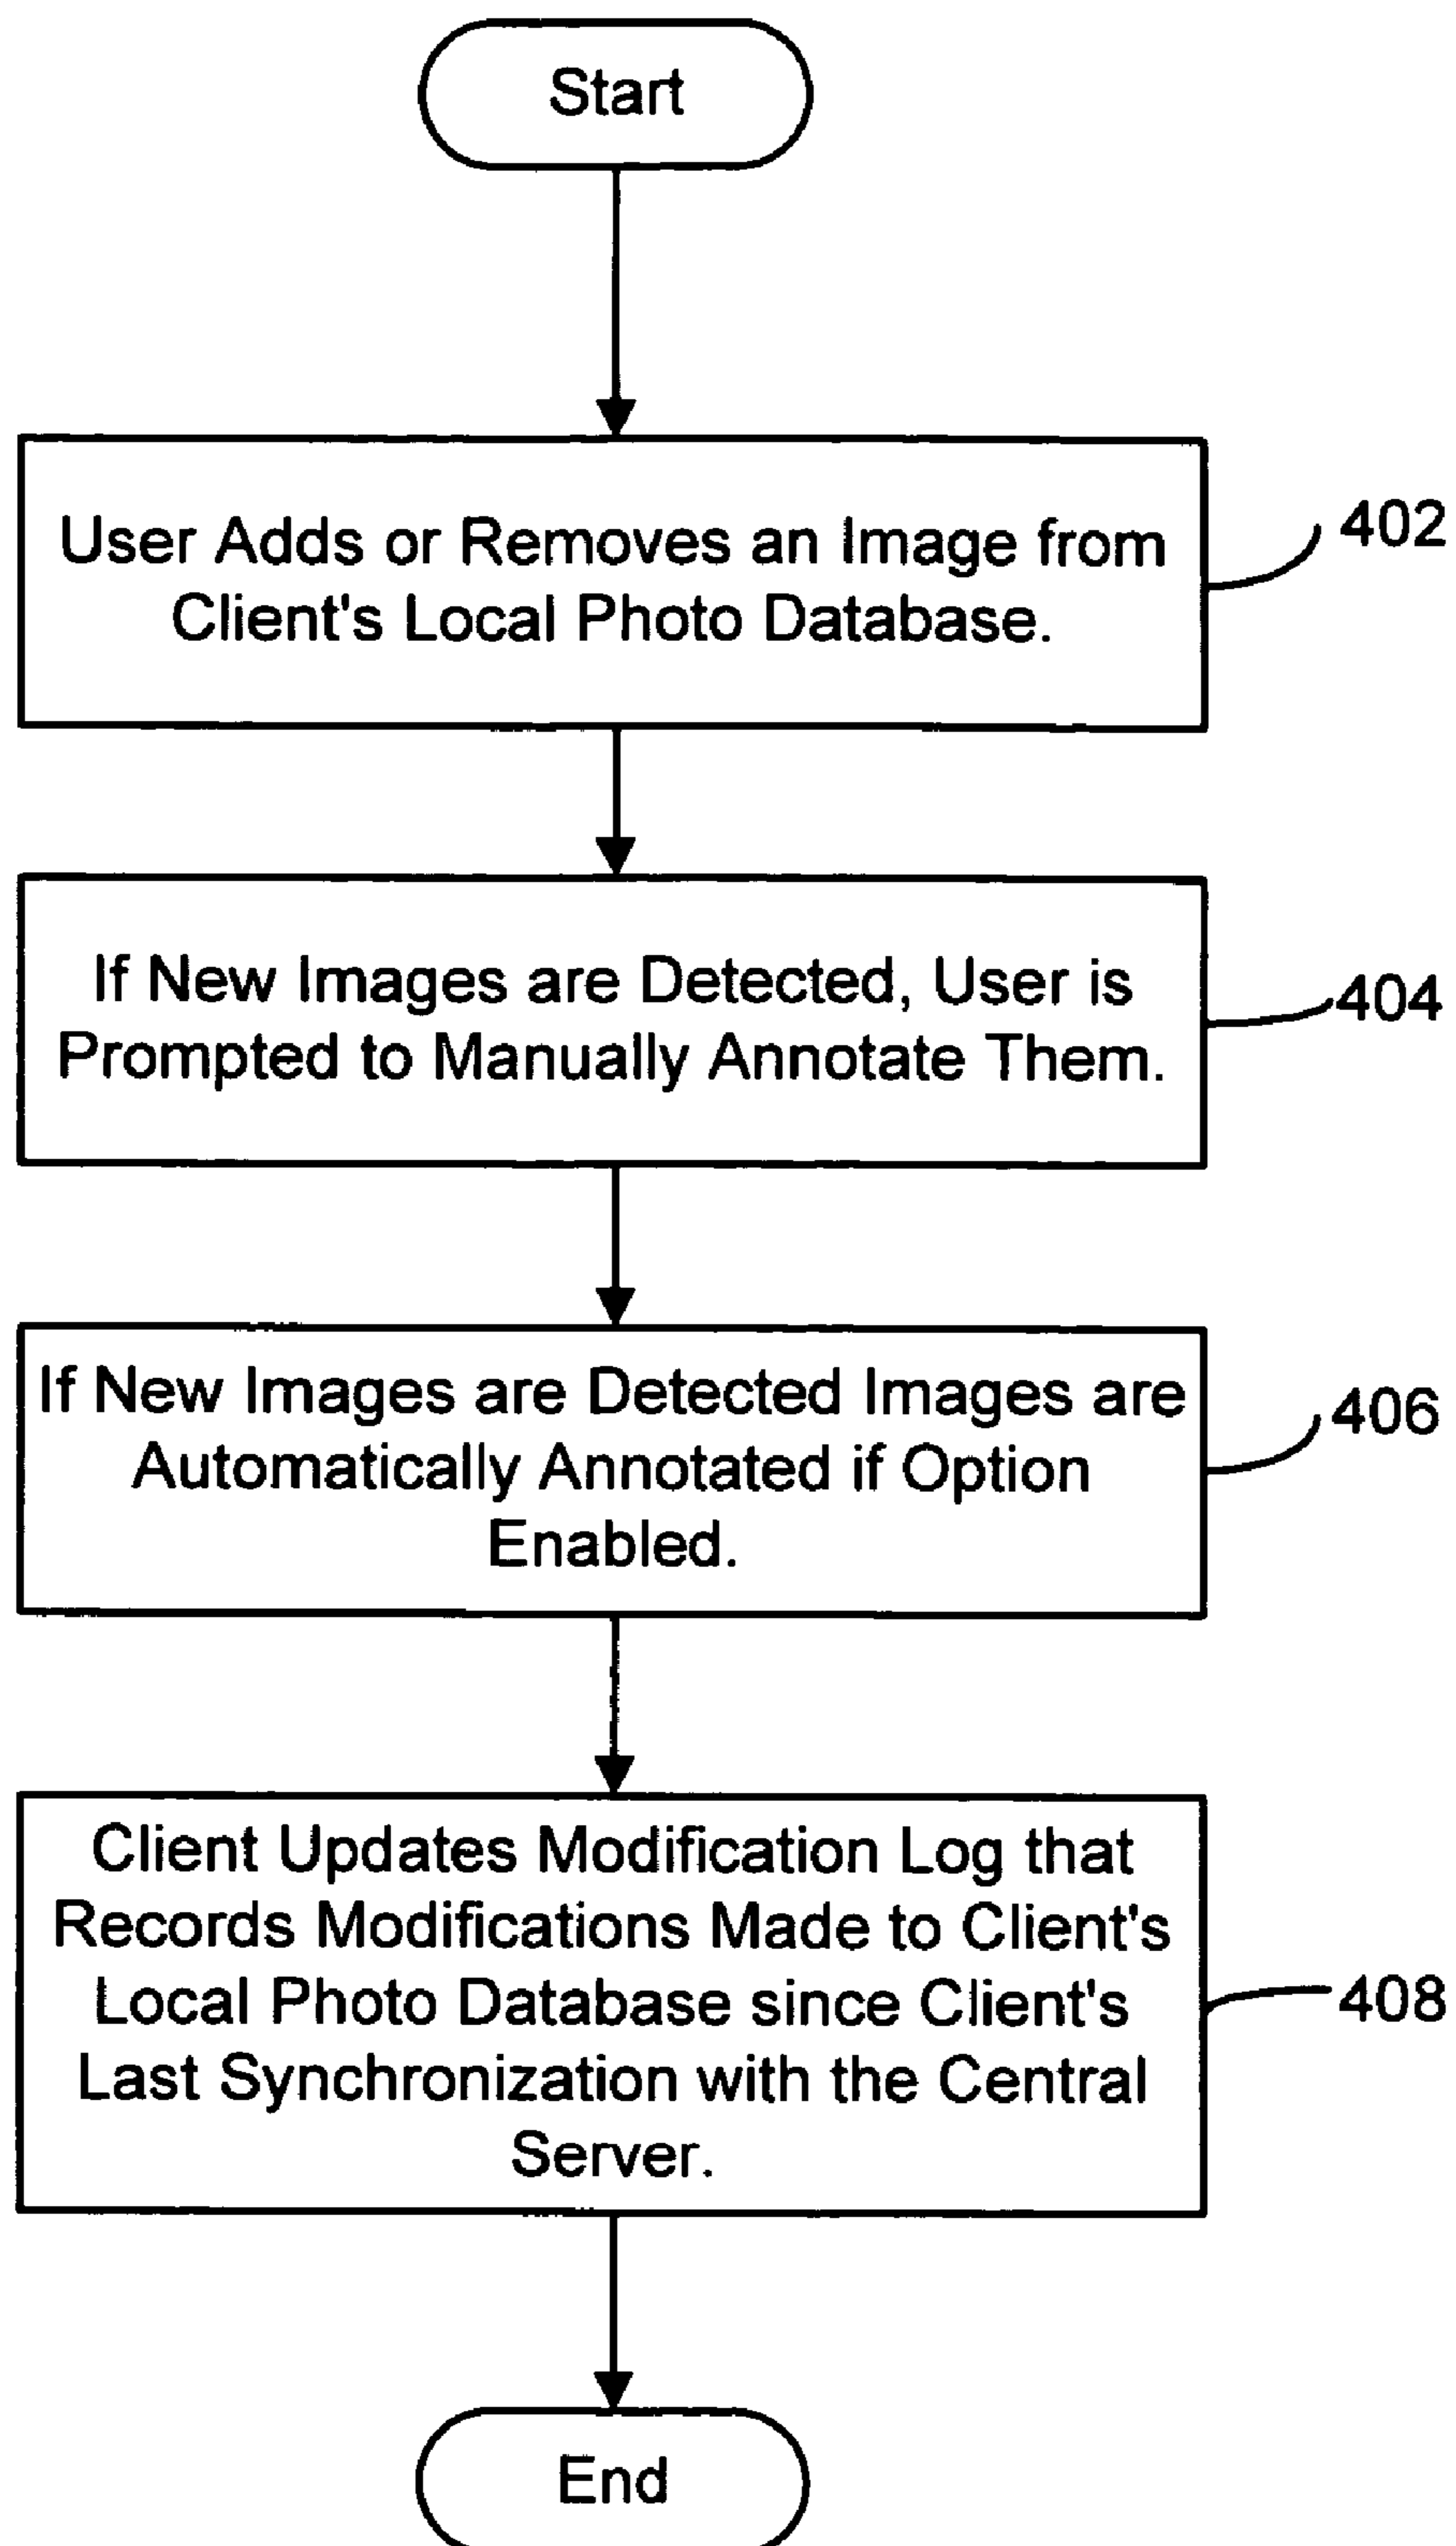 Start
User Adds or Removes an Image from
Client's Local Photo Database.
402
If New Images are Detected, User is
Prompted to Manually Annotate Them.
404
If New Images are Detected Images are
Automatically Annotated if Option
Enabled.
406
Client Updates Modification Log that
Records Modifications Made to Client's
Local Photo Database since Client's
Last Synchronization with the Central
Server.
408
End